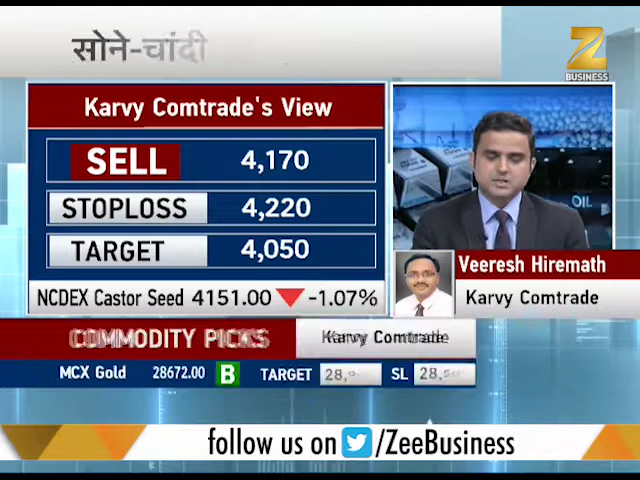 सोने-चांदी
Z
BUSINESS
Karvy Comtrade's View
SELL 4,170
STOPLOSS 4,220
TARGET 4,050
NCDEX Castor Seed 4151.00 -1.07%
OIL
Veeresh Hiremath
Karvy Comtrade
COMMODITY PICKS Karvy Comtrade
MCX Gold 28672.00 B TARGET SL
follow us on /ZeeBusiness